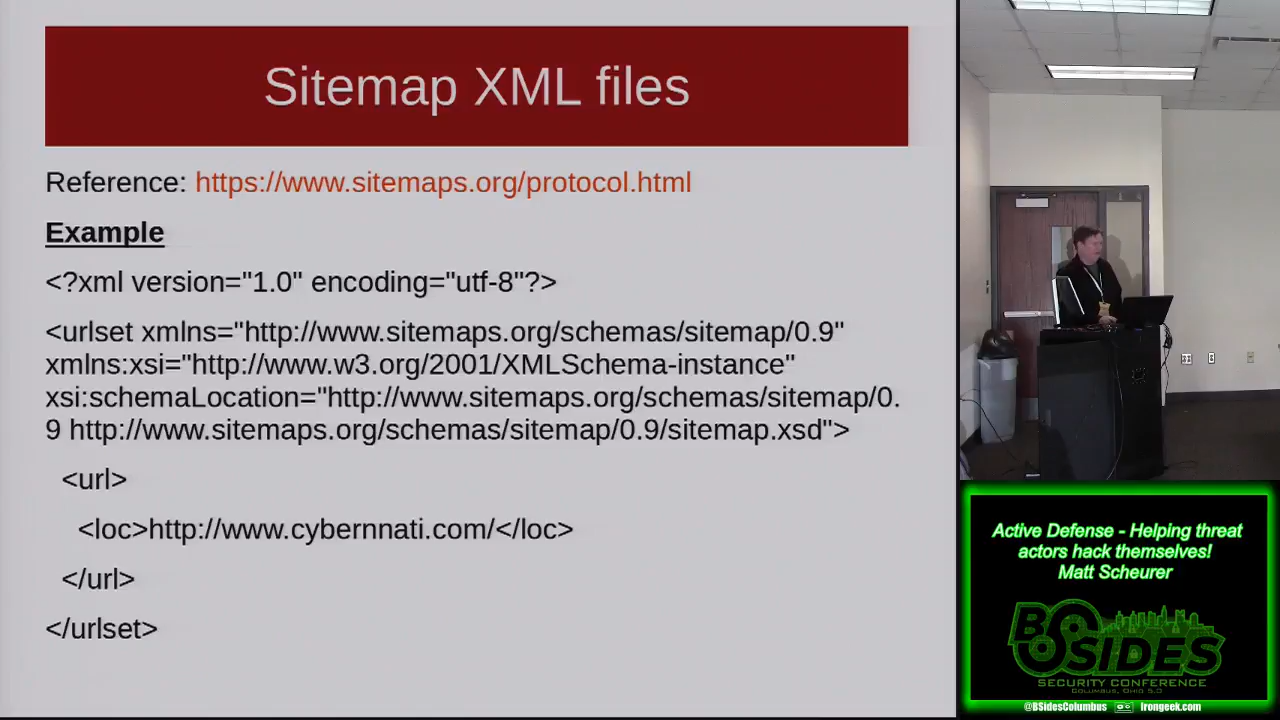 Sitemap XML files
Reference: https://www.sitemaps.org/protocol.html
Example
<?xml version="1.0" encoding="utf-8"?>
<urlset xmlns="http://www.sitemaps.org/schemas/sitemap/0.9"
xmlns:xsi="http://www.w3.org/2001/XMLSchema-instance"
xsi:schemaLocation="http://www.sitemaps.org/schemas/sitemap/0.
9 http://www.sitemaps.org/schemas/sitemap/0.9/sitemap.xsd">
<url>
<loc>http://www.cybernnati.com/</loc>
</url>
</urlset>
Active Defense - Helping threat
actors hack themselves!
Matt Scheurer
BSIDES
SECURITY CONFERENCE
COLUMBUS, OHIO 5.0
@BSidesColumbus irongeek.com